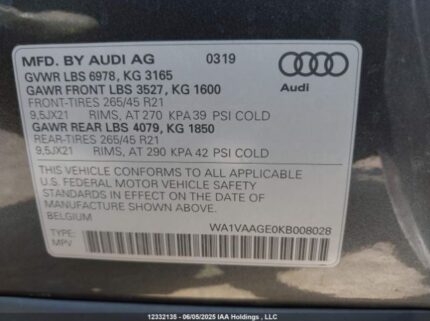 MFD. BY AUDI AG 0319
GVWR LBS 6978, KG 3165
GAWR FRONT LBS 3527, KG 1600
FRONT-TIRES 265/45 R21
9,5JX21 RIMS, AT 270 KPA 39 PSI COLD
GAWR REAR LBS 4079, KG 1850
REAR-TIRES 265/45 R21
9,5JX21 RIMS, AT 290 KPA 42 PSI COLD
Audi
THIS VEHICLE CONFORMS TO ALL APPLICABLE
U.S. FEDERAL MOTOR VEHICLE SAFETY
STANDARDS IN EFFECT ON THE DATE OF
MANUFACTURE SHOWN ABOVE.
BELGIUM
WA1VAAGE0KB008028
TYPE:
MPV
12332135 - 06/05/2025 IAA Holdings, LLC